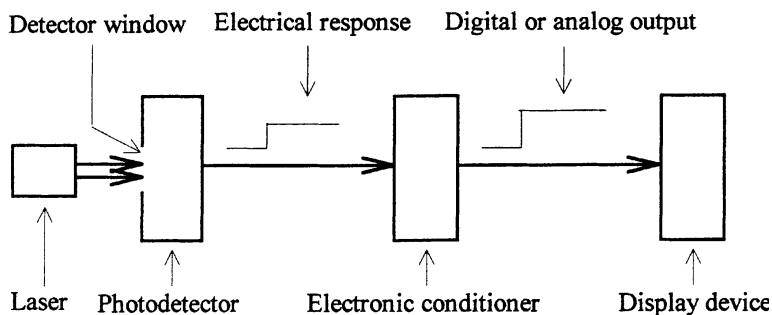 Detector window
Electrical response
Digital or analog output
Laser
Photodetector
Electronic conditioner
Display device